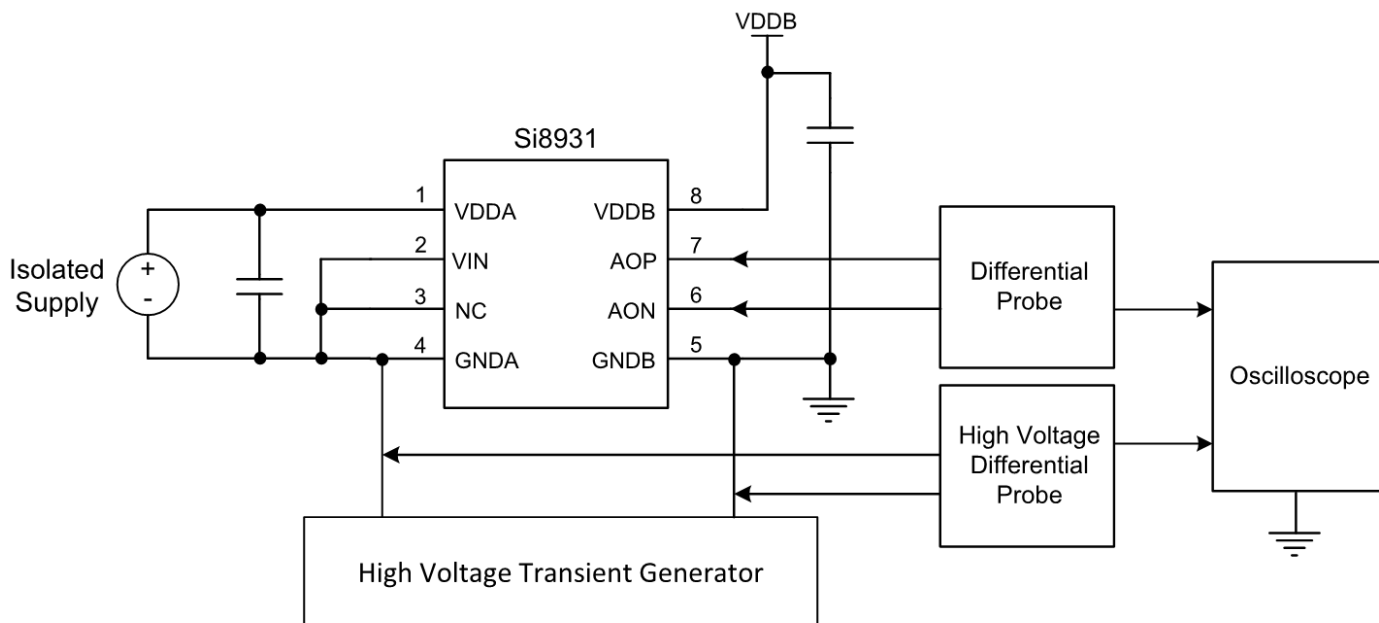 VDDB
Si8931
1
VDDA
VDDB
8
2
VIN
AOP
7
3
NC
AON
6
4
GNDA
GNDB
5
Isolated
Supply
+
-
Differential
Probe
High Voltage
Differential
Probe
Oscilloscope
High Voltage Transient Generator